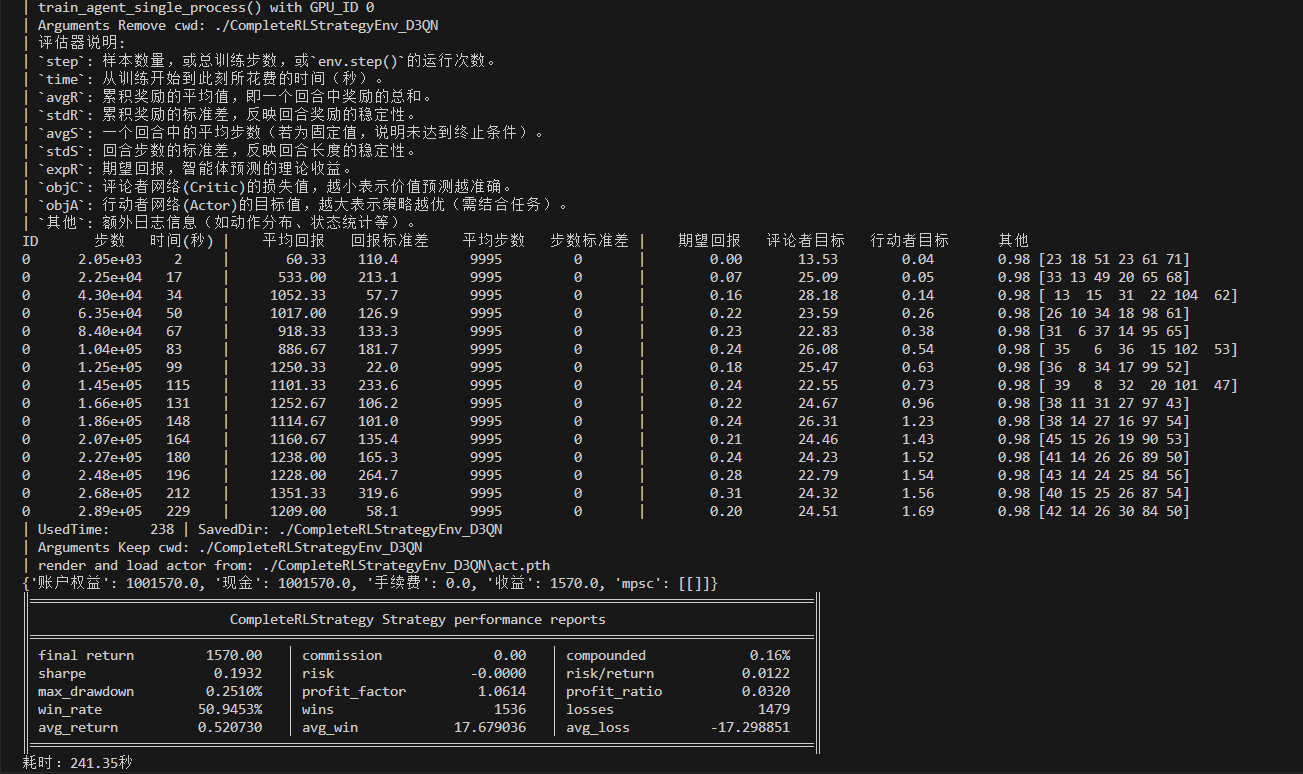 | train_agent_single_process() with GPU_ID 0
| Arguments Remove cwd: ./CompleteRLStrategyEnv_D3QN
| 评估器说明:
| `step`: 样本数量，或总训练步数，或`env.step()`的运行次数。
| `time`: 从训练开始到此刻所花费的时间（秒）。
| `avgR`: 累积奖励的平均值，即一个回合中奖励的总和。
| `stdR`: 累积奖励的标准差，反映回合奖励的稳定性。
| `avgS`: 一个回合中的平均步数（若为固定值，说明未达到终止条件）。
| `stdS`: 回合步数的标准差，反映回合长度的稳定性。
| `expR`: 期望回报，智能体预测的理论收益。
| `objC`: 评论者网络(Critic)的损失值，越小表示价值预测越准确。
| `objA`: 行动者网络(Actor)的目标值，越大表示策略越优（需结合任务）。
| `其他`: 额外日志信息（如动作分布、状态统计等）。
ID 步数 时间(秒) | 平均回报 回报标准差 平均步数 步数标准差 | 期望回报 评论者目标 行动者目标 其他
0 2.05e+03 2 | 60.33 110.4 9995 0 | 0.00 13.53 0.04 0.98 [23 18 51 23 61 71]
0 2.25e+04 17 | 533.00 213.1 9995 0 | 0.07 25.09 0.05 0.98 [33 13 49 20 65 68]
0 4.30e+04 34 | 1052.33 57.7 9995 0 | 0.16 28.18 0.14 0.98 [ 13 15 31 22 104 62]
0 6.35e+04 50 | 1017.00 126.9 9995 0 | 0.22 23.59 0.26 0.98 [26 10 34 18 98 61]
0 8.40e+04 67 | 918.33 133.3 9995 0 | 0.23 22.83 0.38 0.98 [31 6 37 14 95 65]
0 1.04e+05 83 | 886.67 181.7 9995 0 | 0.24 26.08 0.54 0.98 [ 35 6 36 15 102 53]
0 1.25e+05 99 | 1250.33 22.0 9995 0 | 0.18 25.47 0.63 0.98 [36 8 34 17 99 52]
0 1.45e+05 115 | 1101.33 233.6 9995 0 | 0.24 22.55 0.73 0.98 [ 39 8 32 20 101 47]
0 1.66e+05 131 | 1252.67 106.2 9995 0 | 0.22 24.67 0.96 0.98 [38 11 31 27 97 43]
0 1.86e+05 148 | 1114.67 101.0 9995 0 | 0.24 26.31 1.23 0.98 [38 14 27 16 97 54]
0 2.07e+05 164 | 1160.67 135.4 9995 0 | 0.21 24.46 1.43 0.98 [45 15 26 19 90 53]
0 2.27e+05 180 | 1238.00 165.3 9995 0 | 0.24 24.23 1.52 0.98 [41 14 26 26 89 50]
0 2.48e+05 196 | 1228.00 264.7 9995 0 | 0.28 22.79 1.54 0.98 [43 14 24 25 84 56]
0 2.68e+05 212 | 1351.33 319.6 9995 0 | 0.31 24.32 1.56 0.98 [40 15 25 26 87 54]
0 2.89e+05 229 | 1209.00 58.1 9995 0 | 0.20 24.51 1.69 0.98 [42 14 26 30 84 50]
| UsedTime: 238 | SavedDir: ./CompleteRLStrategyEnv_D3QN
| Arguments Keep cwd: ./CompleteRLStrategyEnv_D3QN
| render and load actor from: ./CompleteRLStrategyEnv_D3QN\act.pth
{'账户权益': 1001570.0, '现金': 1001570.0, '手续费': 0.0, '收益': 1570.0, 'mpsc': [[]]}
CompleteRLStrategy Strategy performance reports
final return 1570.00 | commission 0.00 | compounded 0.16%
sharpe 0.1932 | risk -0.0000 | risk/return 0.0122
max_drawdown 0.2510% | profit_factor 1.0614 | profit_ratio 0.0320
win_rate 50.9453% | wins 1536 | losses 1479
avg_return 0.520730 | avg_win 17.679036 | avg_loss -17.298851
耗时: 241.35秒